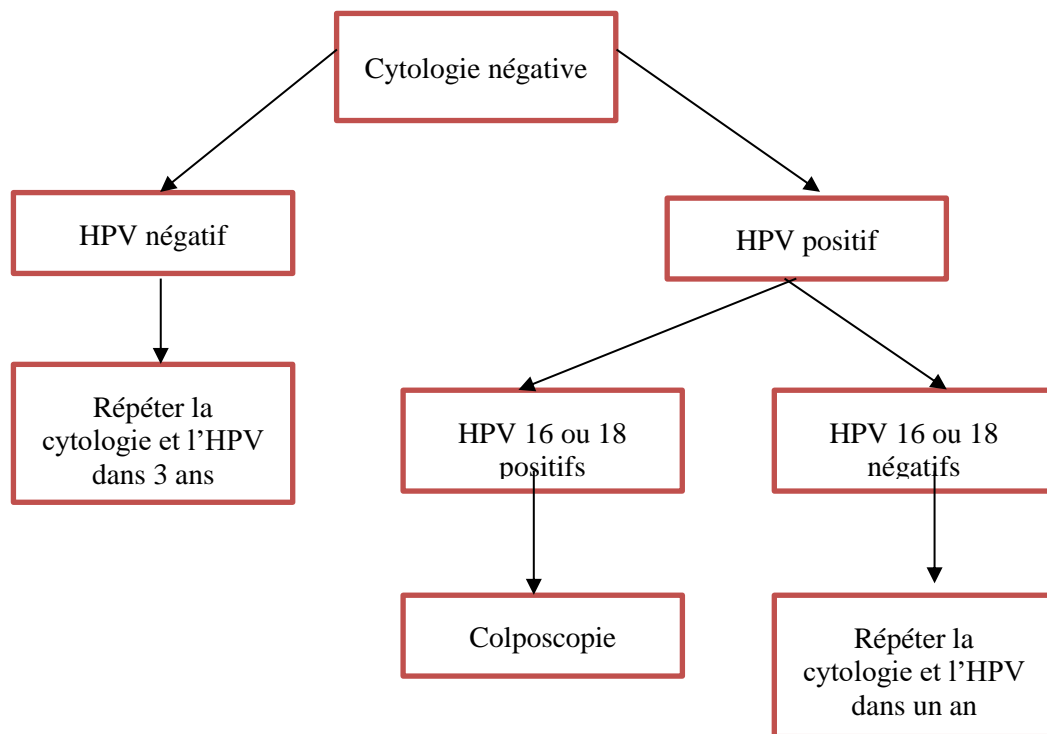 Cytologie négative
HPV négatif
HPV positif
Répéter la
cytologie et l’HPV
dans 3 ans
HPV 16 ou 18
positifs
HPV 16 ou 18
négatifs
Colposcopie
Répéter la
cytologie et l’HPV
dans un an